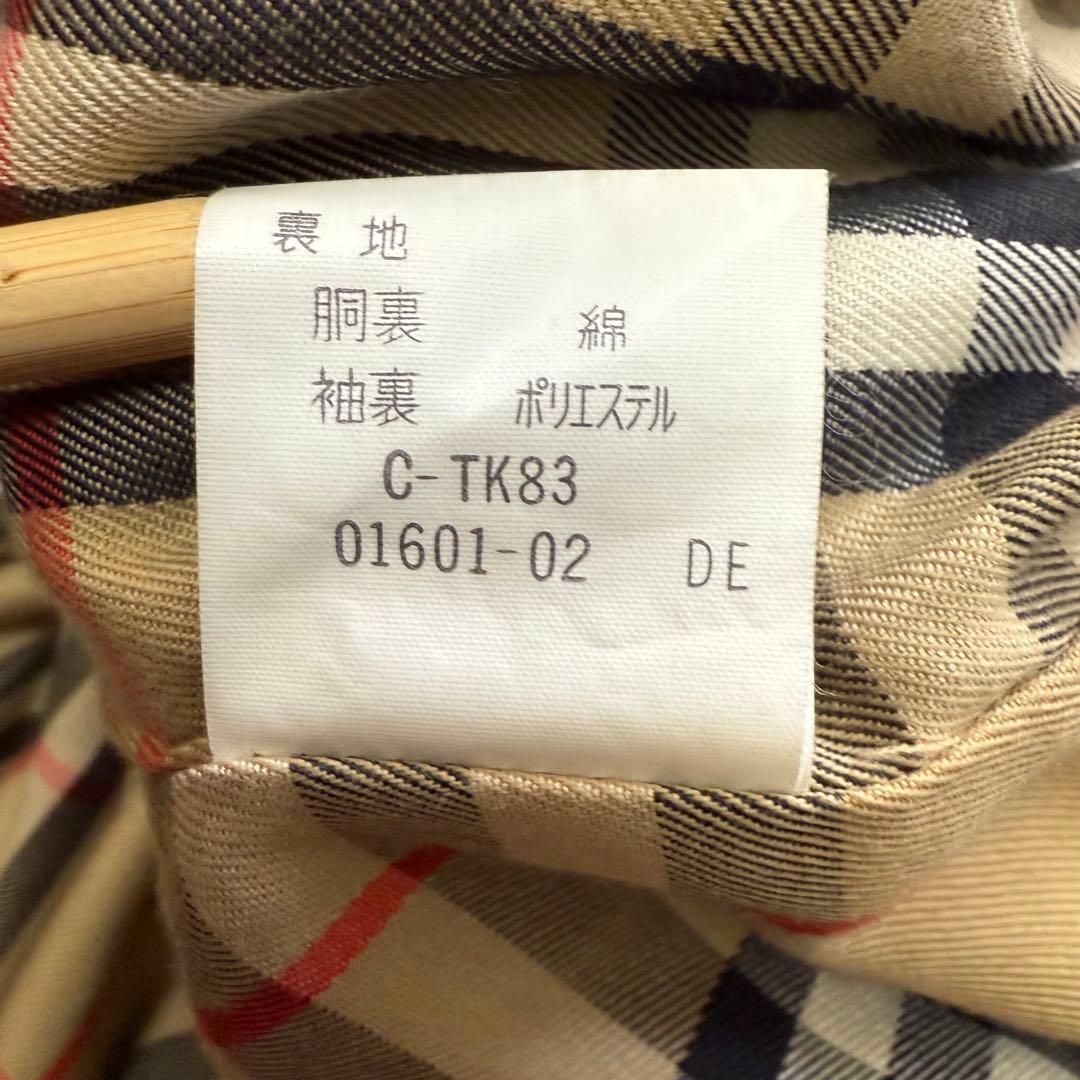 裏 地
胴裏 綿
袖裏 ポリエステル
C-TK83
01601-02 DE